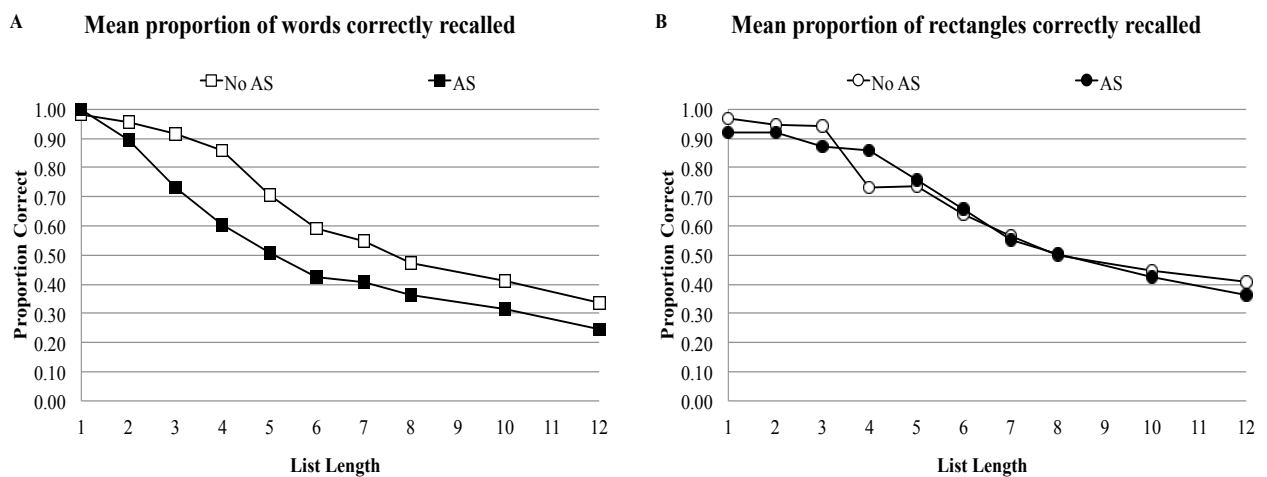 A Mean proportion of words correctly recalled
No AS AS
Proportion Correct
1.00
0.90
0.80
0.70
0.60
0.50
0.40
0.30
0.20
0.10
0.00
1 2 3 4 5 6 7 8 9 10 11 12
List Length
B Mean proportion of rectangles correctly recalled
No AS AS
Proportion Correct
1.00
0.90
0.80
0.70
0.60
0.50
0.40
0.30
0.20
0.10
0.00
1 2 3 4 5 6 7 8 9 10 11 12
List Length